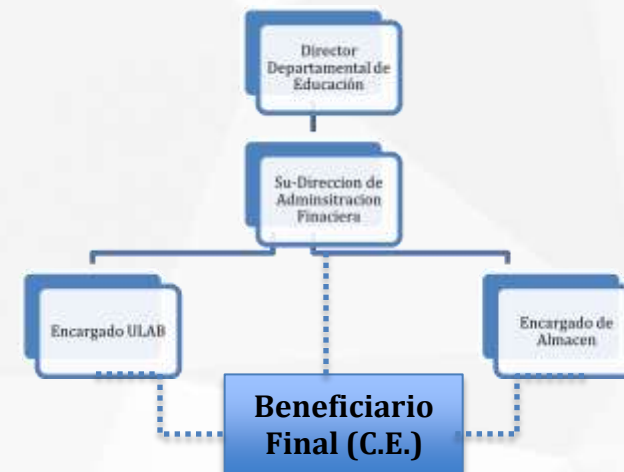 Director
Departamental de
Educación
Su-Direccion de
Adminsitracion
Finaciera
Encargado ULAB
Encargado de
Almacen
Beneficiario
Final (C.E.)